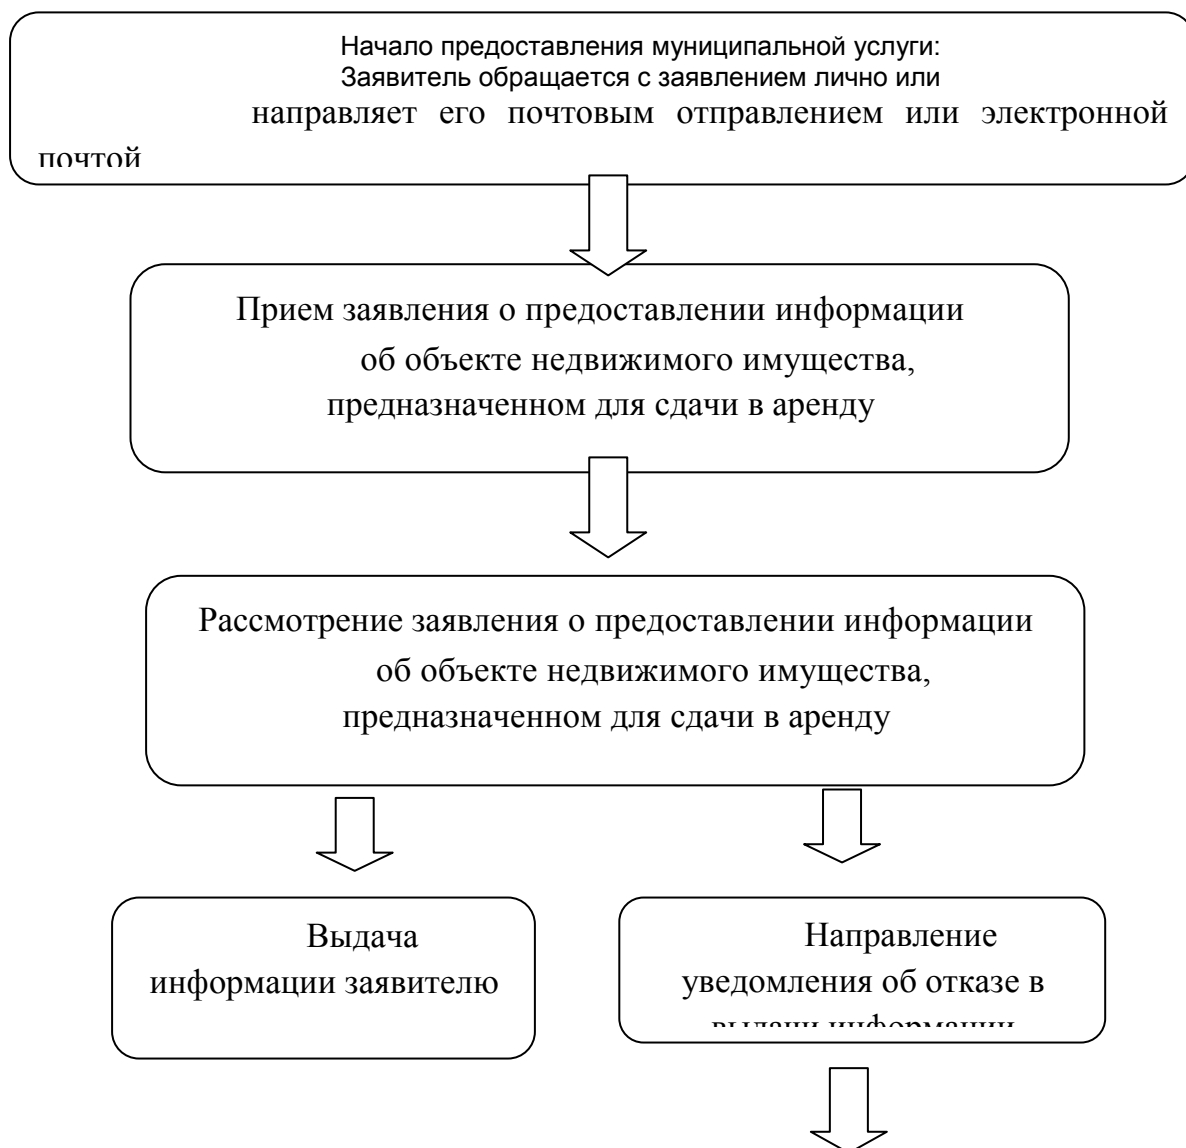 Начало предоставления муниципальной услуги:
Заявитель обращается с заявлением лично или
направляет его почтовым отправлением или электронной
почтой
Прием заявления о предоставлении информации
об объекте недвижимого имущества,
предназначенном для сдачи в аренду
Рассмотрение заявления о предоставлении информации
об объекте недвижимого имущества,
предназначенном для сдачи в аренду
Выдача
информации заявителю
Направление
уведомления об отказе в
выдачи информации